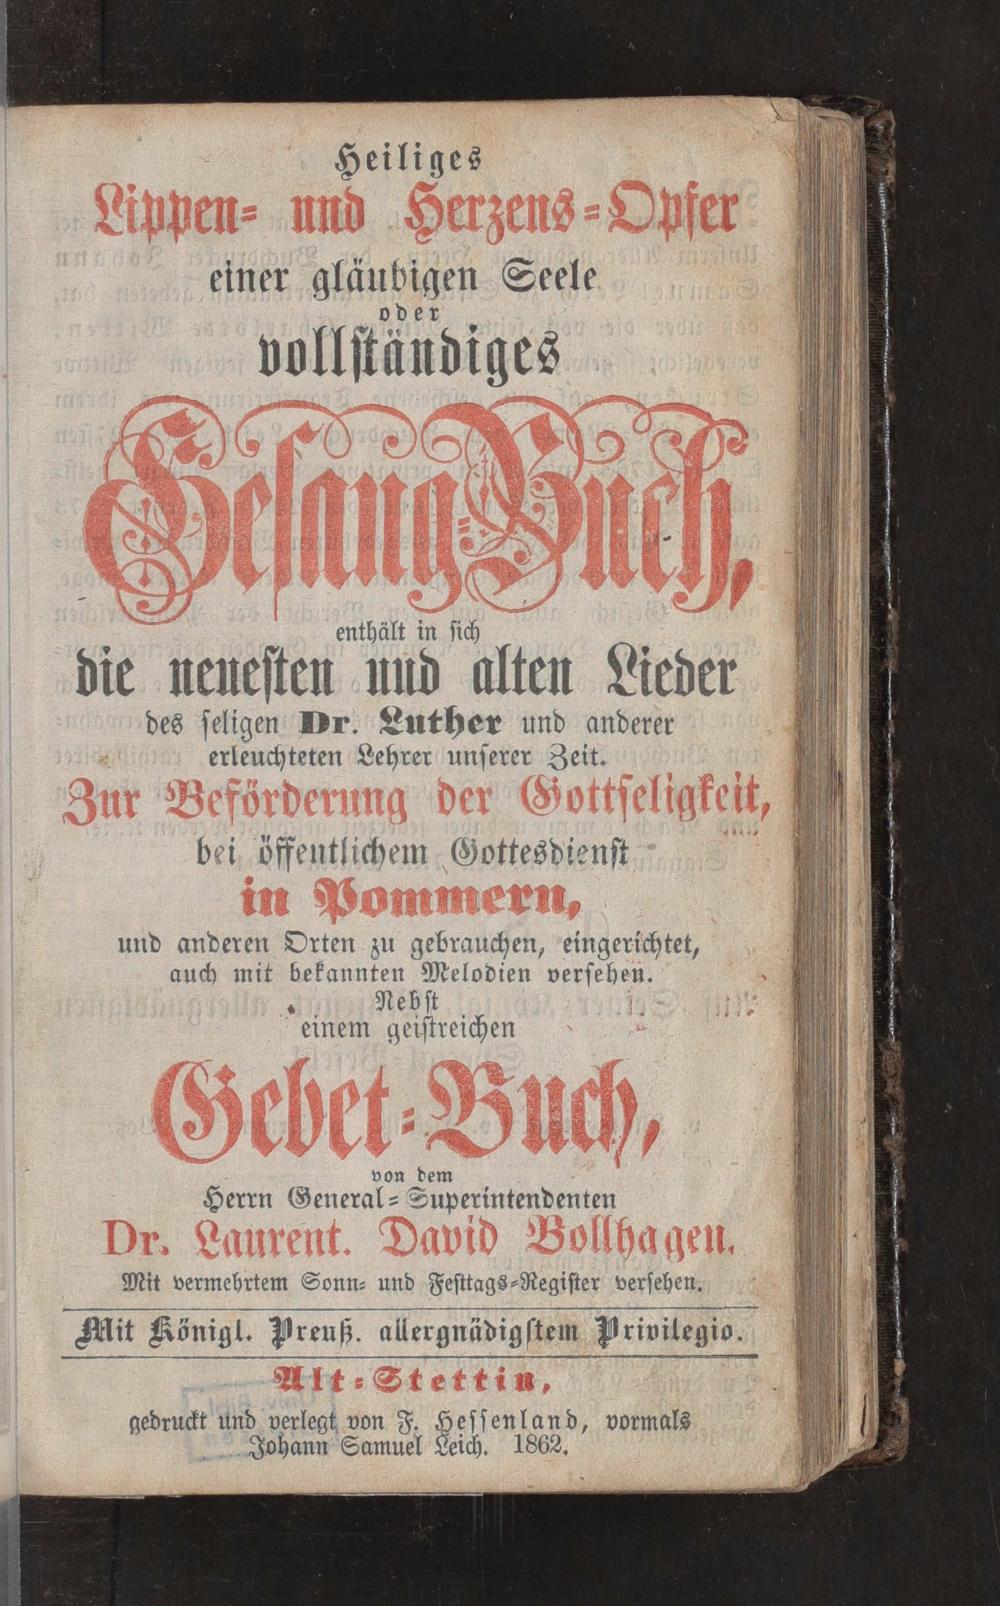 Heiliges
Lippen- und Herzens-Opfer
einer gläubigen Seele
oder
vollständiges
Gesang-Buch,
enthält in sich
die neuesten und alten Lieder
des seligen Dr. Luther und anderer
erleuchteten Lehrer unserer Zeit.
Zur Beförderung der Gottseligkeit,
bei öffentlichem Gottesdienst
in Pommern,
und anderen Orten zu gebrauchen, eingerichtet,
auch mit bekannten Melodien versehen.
Nebst
einem geistreichen
Gebet-Buch,
von dem
Herrn General-Superintendenten
Dr. Laurent. David Bollhagen.
Mit vermehrtem Sonn- und Festtags-Register versehen.
Mit Königl. Preuß. allergnädigstem Privilegio.
Alt-Stettin,
gedruckt und verlegt von F. Hessenland, vormals
Johann Samuel Leich. 1862.